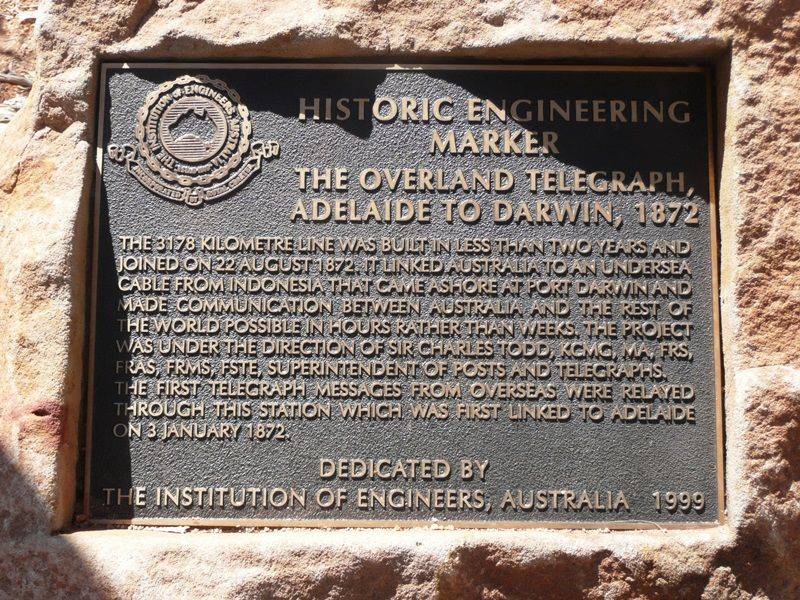 THE INSTITUTION OF ENGINEERS AUSTRALIA
HISTORIC ENGINEERING
MARKER
THE OVERLAND TELEGRAPH,
ADELAIDE TO DARWIN, 1872
THE 3178 KILOMETRE LINE WAS BUILT IN LESS THAN TWO YEARS AND
JOINED ON 22 AUGUST 1872. IT LINKED AUSTRALIA TO AN UNDERSEA
CABLE FROM INDONESIA THAT CAME ASHORE AT PORT DARWIN AND
MADE COMMUNICATION BETWEEN AUSTRALIA AND THE REST OF
THE WORLD POSSIBLE IN HOURS RATHER THAN WEEKS. THE PROJECT
WAS UNDER THE DIRECTION OF SIR CHARLES TODD, KCMG, MA, FRS,
FRAS, FRMS, FSTE, SUPERINTENDENT OF POSTS AND TELEGRAPHS.
THE FIRST TELEGRAPH MESSAGES FROM OVERSEAS WERE RELAYED
THROUGH THIS STATION WHICH WAS FIRST LINKED TO ADELAIDE
ON 3 JANUARY 1872.
DEDICATED BY
THE INSTITUTION OF ENGINEERS, AUSTRALIA 1999